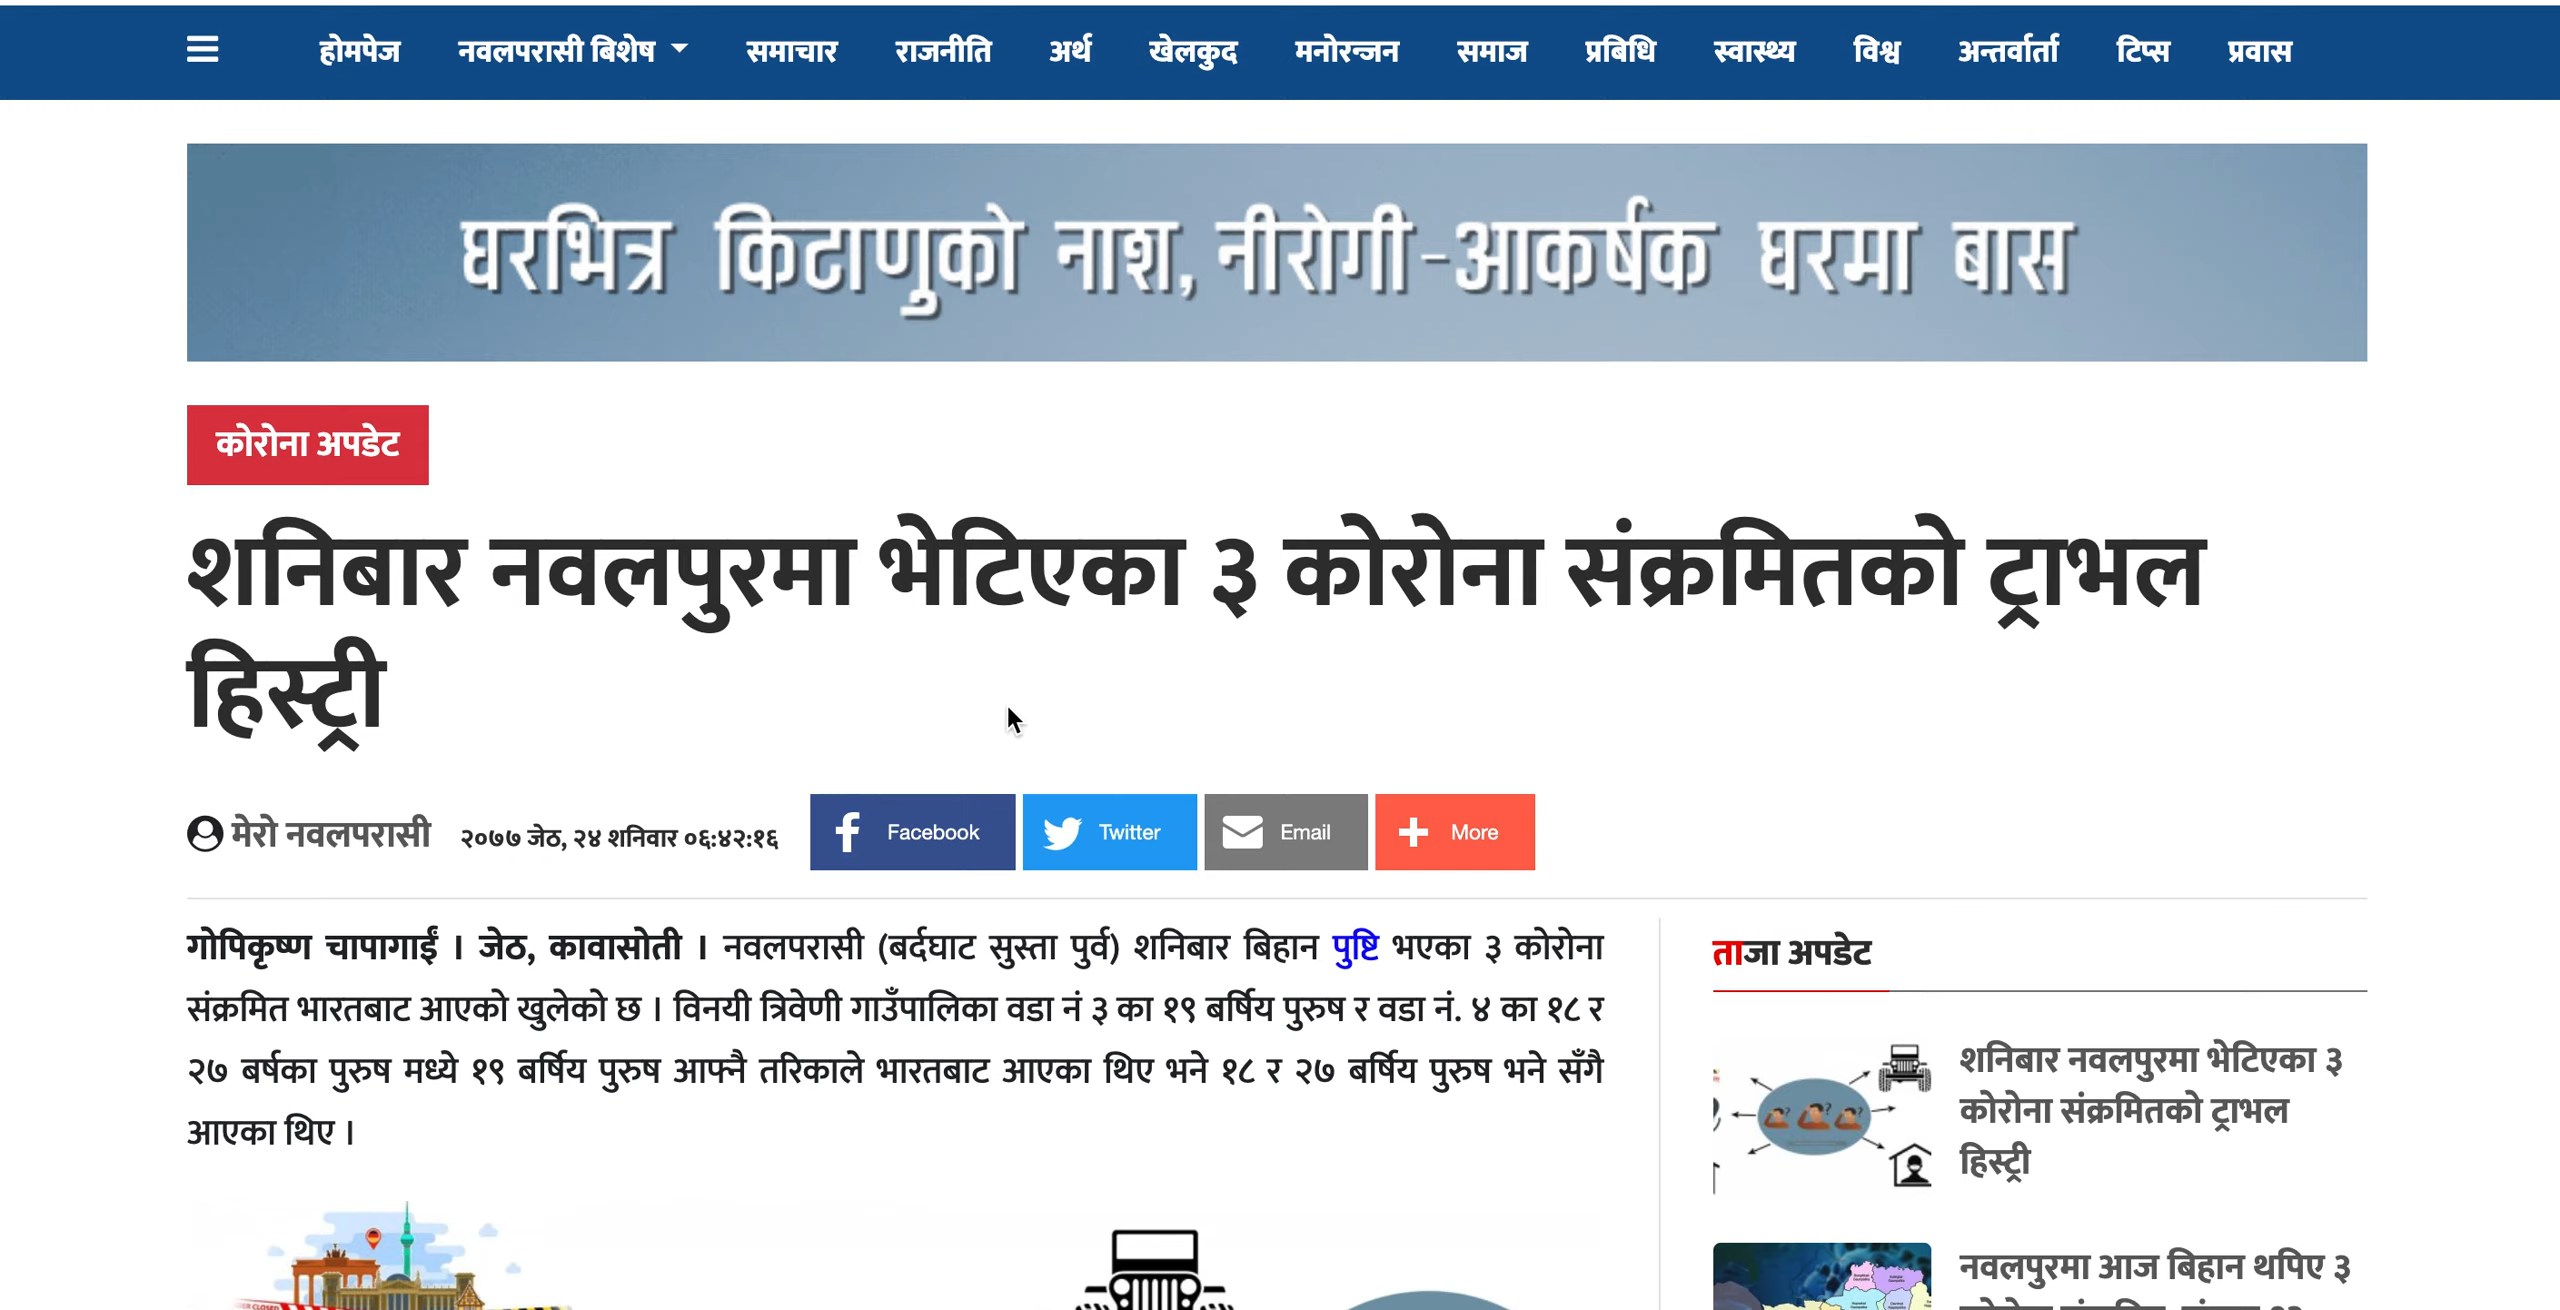 होमपेज नवलपरासी बिशेष समाचार राजनीति अर्थ खेलकुद मनोरन्जन समाज प्रबिधि स्वास्थ्य विश्व अन्तर्वार्ता टिप्स प्रवास
घरभित्र किटाणुको नाश, नीरोगी-आकर्षक घरमा बास
कोरोना अपडेट
शनिबार नवलपुरमा भेटिएका ३ कोरोना संक्रमितको ट्राभल
हिस्ट्री
मेरो नवलपरासी २०७७ जेठ, २४ शनिवार ०६:४२:१६ Facebook Twitter Email More
गोपिकृष्ण चापागाईं । जेठ, कावासोती । नवलपरासी (बर्दघाट सुस्ता पुर्व) शनिबार बिहान पुष्टि भएका ३ कोरोना
संक्रमित भारतबाट आएको खुलेको छ । विनयी त्रिवेणी गाउँपालिका वडा नं ३ का १९ बर्षिय पुरुष र वडा नं. ४ का १८ र
२७ बर्षका पुरुष मध्ये १९ बर्षिय पुरुष आफ्नै तरिकाले भारतबाट आएका थिए भने १८ र २७ बर्षिय पुरुष भने सँगै
आएका थिए ।
ताजा अपडेट
शनिबार नवलपुरमा भेटिएका ३
कोरोना संक्रमितको ट्राभल
हिस्ट्री
नवलपुरमा आज बिहान थपिए ३